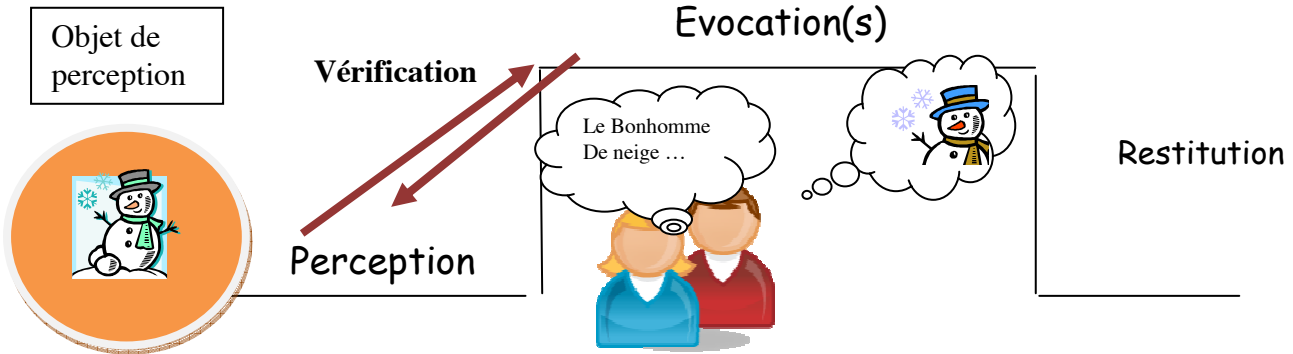 Objet de
perception
Vérification
Evocation(s)
Le Bonhomme
De neige …
Restitution
Perception